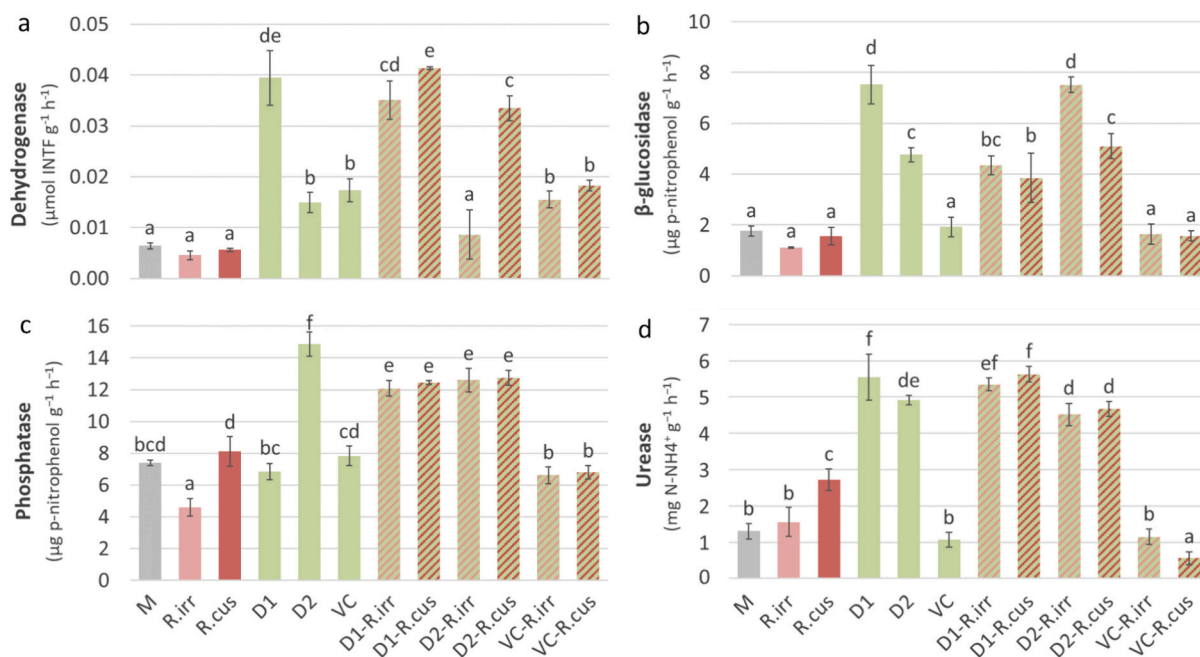 a
Dehydrogenase
(µmol INTF g⁻¹ h⁻¹)
0.05
0.04
0.03
0.02
0.01
0.00
a
a
a
de
b
b
cd
e
a
c
b
b
b
β-glucosidase
(µg p-nitrophenol g⁻¹ h⁻¹)
10
8
6
4
2
0
a
a
a
d
c
a
bc
b
d
c
a
a
c
Phosphatase
(µg p-nitrophenol g⁻¹ h⁻¹)
16
14
12
10
8
6
4
2
0
bcd
a
d
bc
f
cd
e
e
e
e
b
b
M
R.irr
R.cus
D1
D2
VC
D1-R.irr
D1-R.cus
D2-R.irr
D2-R.cus
VC-R.irr
VC-R.cus
d
Urease
(mg N-NH4⁺ g⁻¹ h⁻¹)
7
6
5
4
3
2
1
0
b
b
c
f
de
b
ef
f
d
d
b
a
M
R.irr
R.cus
D1
D2
VC
D1-R.irr
D1-R.cus
D2-R.irr
D2-R.cus
VC-R.irr
VC-R.cus